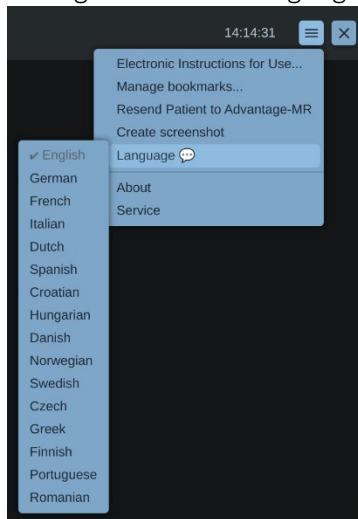 14:14:31
Electronic Instructions for Use...
Manage bookmarks...
Resend Patient to Advantage-MR
Create screenshot
Language 💬
About
Service
✔ English
German
French
Italian
Dutch
Spanish
Croatian
Hungarian
Danish
Norwegian
Swedish
Czech
Greek
Finnish
Portuguese
Romanian